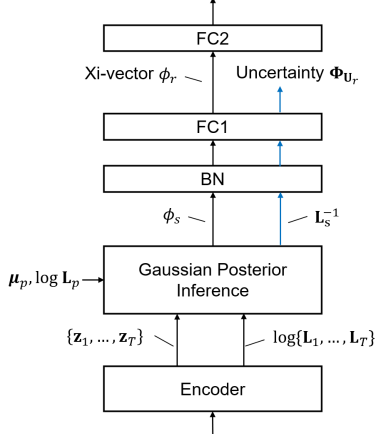 FC2
Xi-vector ϕ_r Uncertainty Φ_{U_r}
FC1
BN
ϕ_s L_s^{-1}
μ_p, log L_p
Gaussian Posterior
Inference
{z_1, … , z_T} log{L_1, … , L_T}
Encoder